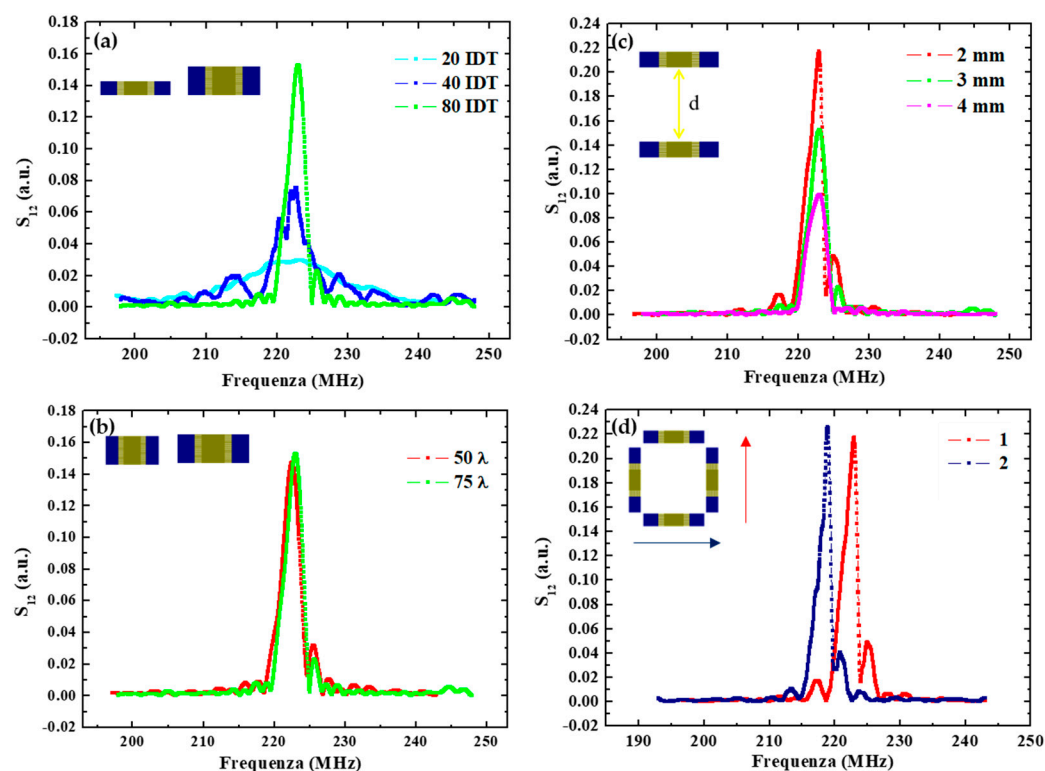 (a)
20 IDT
40 IDT
80 IDT
S12 (a.u.)
0.18
0.16
0.14
0.12
0.10
0.08
0.06
0.04
0.02
0.00
-0.02
200 210 220 230 240 250
Frequenza (MHz)
(c)
2 mm
3 mm
4 mm
d
S12 (a.u.)
0.24
0.22
0.20
0.18
0.16
0.14
0.12
0.10
0.08
0.06
0.04
0.02
0.00
-0.02
200 210 220 230 240 250
Frequenza (MHz)
(b)
50 λ
75 λ
S12 (a.u.)
0.18
0.16
0.14
0.12
0.10
0.08
0.06
0.04
0.02
0.00
-0.02
200 210 220 230 240 250
Frequenza (MHz)
(d)
1
2
S12 (a.u.)
0.24
0.22
0.20
0.18
0.16
0.14
0.12
0.10
0.08
0.06
0.04
0.02
0.00
-0.02
190 200 210 220 230 240 250
Frequenza (MHz)